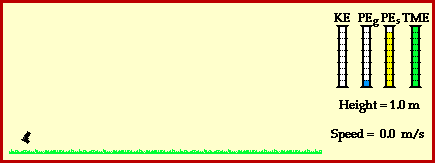 KE PEg PEs TME
Height = 1.0 m
Speed = 0.0 m/s